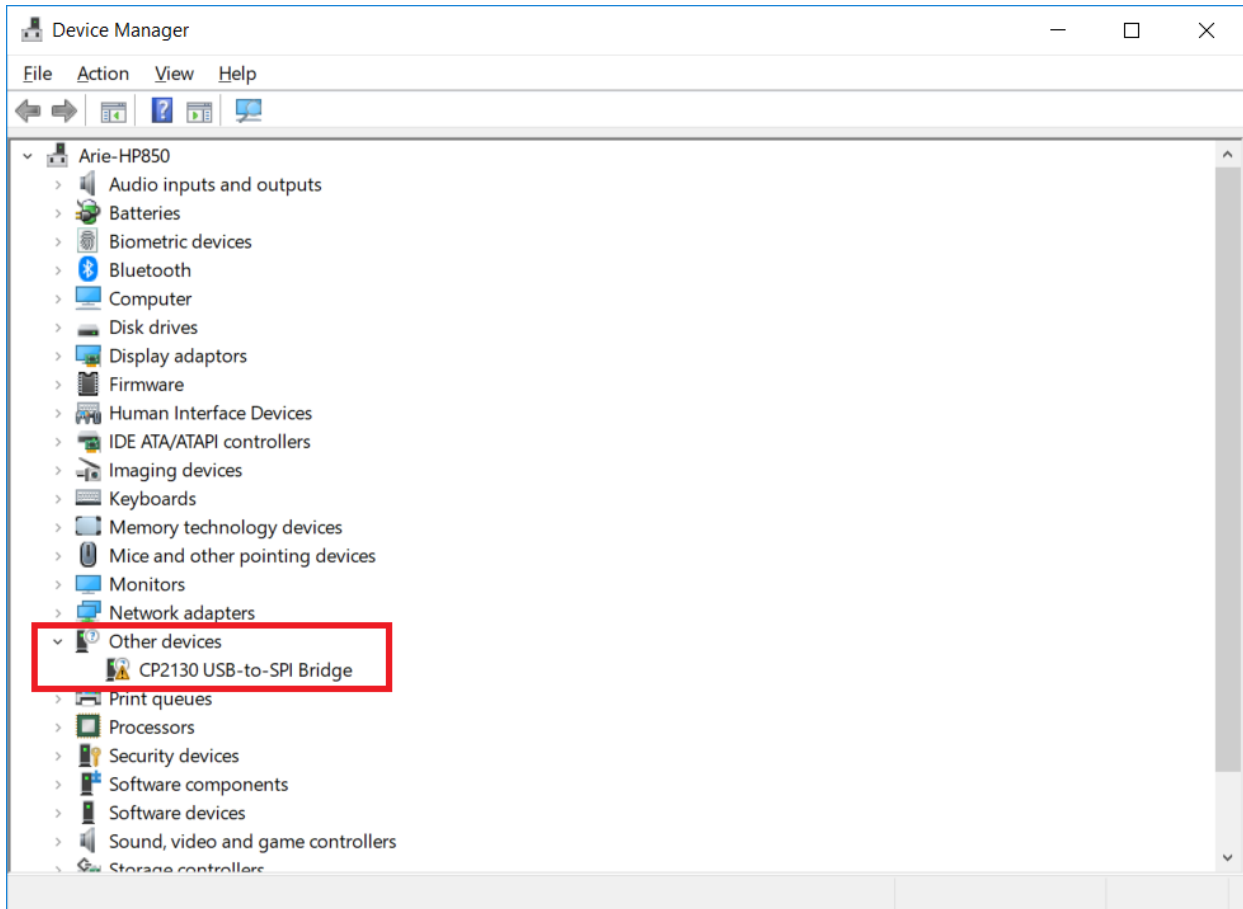 Device Manager
File Action View Help
Arie-HP850
Audio inputs and outputs
Batteries
Biometric devices
Bluetooth
Computer
Disk drives
Display adaptors
Firmware
Human Interface Devices
IDE ATA/ATAPI controllers
Imaging devices
Keyboards
Memory technology devices
Mice and other pointing devices
Monitors
Network adapters
Other devices
CP2130 USB-to-SPI Bridge
Print queues
Processors
Security devices
Software components
Software devices
Sound, video and game controllers
Storage controllers